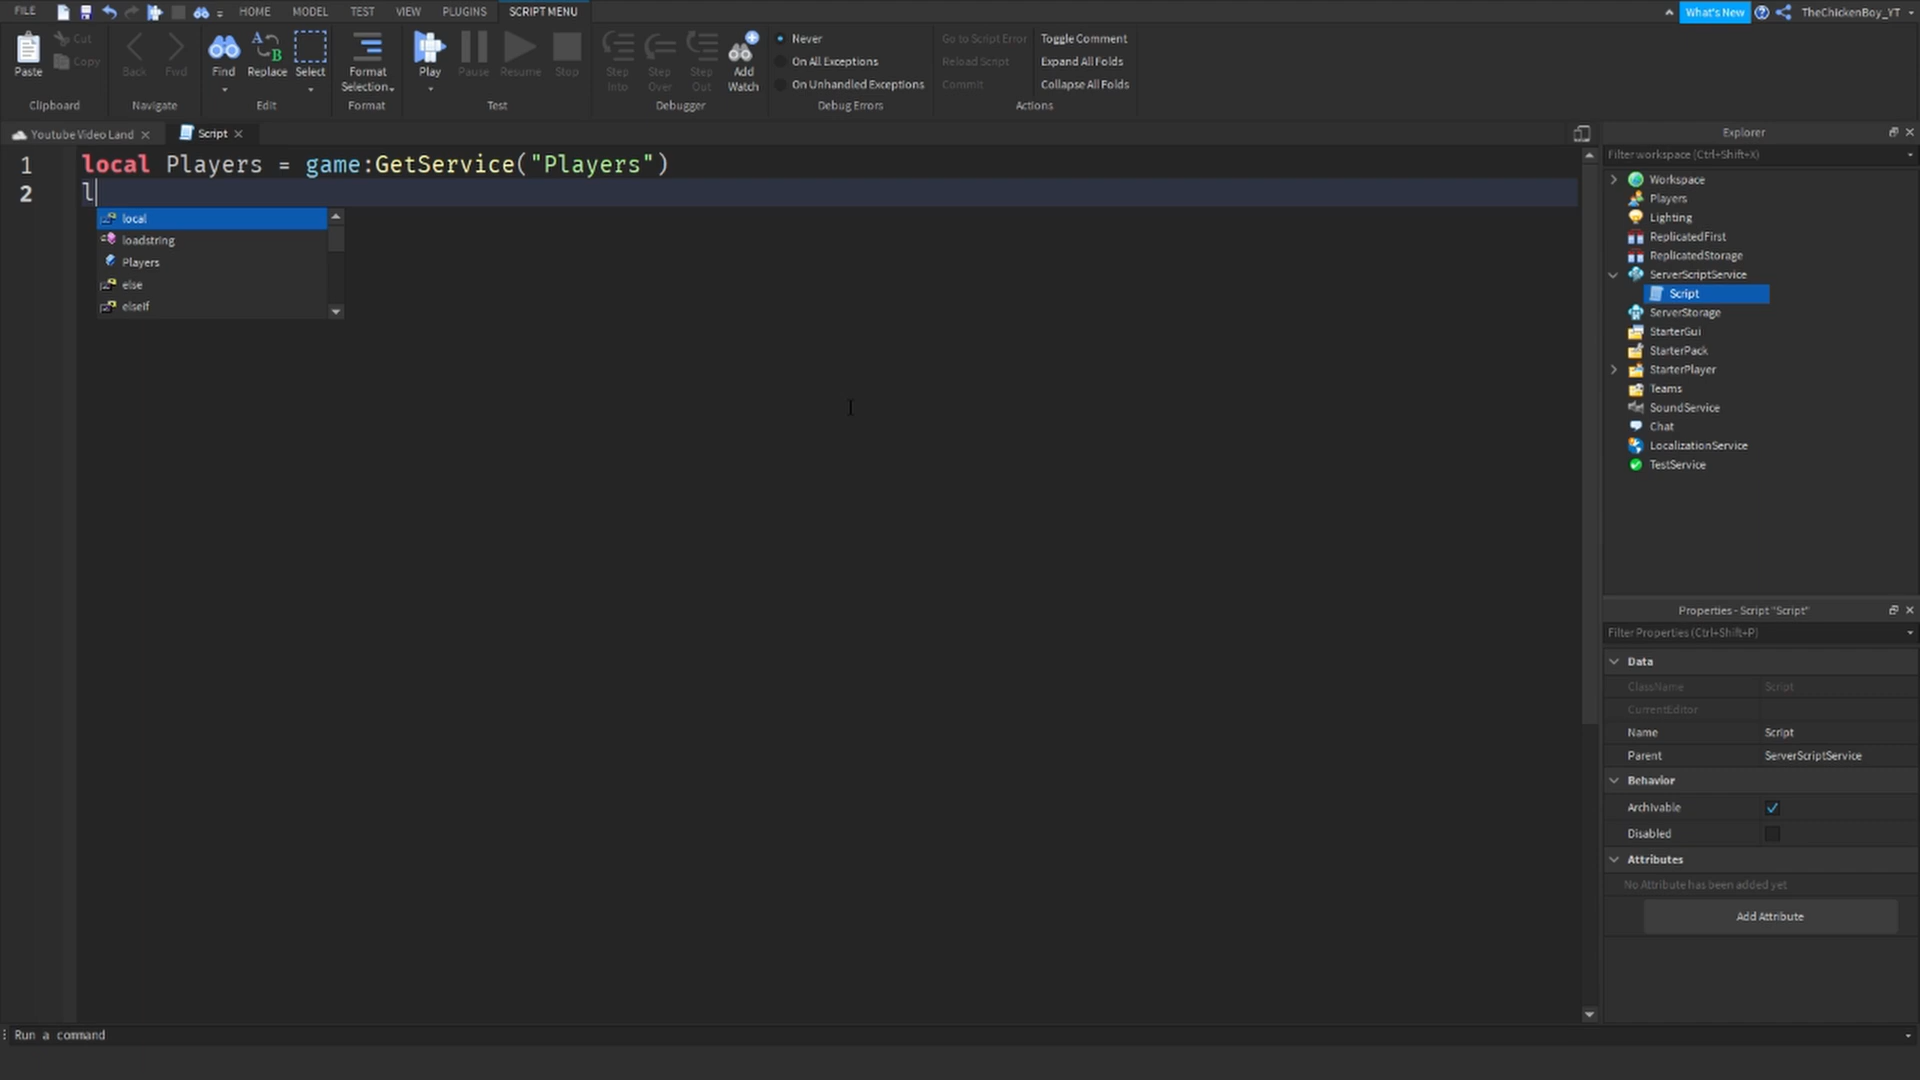 FILE HOME MODEL TEST VIEW PLUGINS SCRIPT MENU What's New TheChickenBoy_YT
Paste Cut Copy
Clipboard
Back Fwd
Navigate
Find Replace Select
Edit
Format Selection
Format
Play Pause Resume Stop
Test
Step Into Step Over Step Out Add Watch
Debugger
Never
On All Exceptions
On Unhandled Exceptions
Debug Errors
Go to Script Error Toggle Comment
Reload Script Expand All Folds
Commit Collapse All Folds
Actions
Youtube Video Land Script
1 local Players = game:GetService("Players")
2 l
local
loadstring
Players
else
elseif
Explorer
Filter workspace (Ctrl+Shift+X)
Workspace
Players
Lighting
ReplicatedFirst
ReplicatedStorage
ServerScriptService
Script
ServerStorage
StarterGui
StarterPack
StarterPlayer
Teams
SoundService
Chat
LocalizationService
TestService
Properties - Script "Script"
Filter Properties (Ctrl+Shift+P)
Data
ClassName Script
CurrentEditor
Name Script
Parent ServerScriptService
Behavior
Archivable
Disabled
Attributes
No Attribute has been added yet
Add Attribute
Run a command